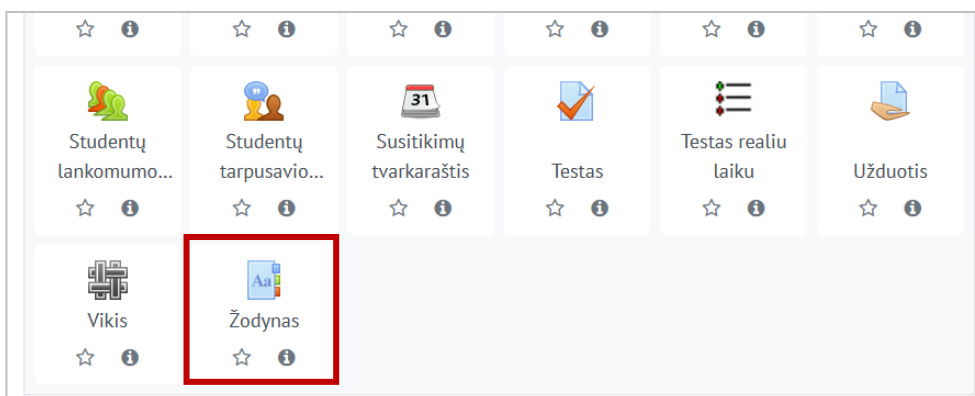 Studentų
lankomumo...
Studentų
tarpusavio...
31
Susitikimų
tvarkaraštis
Testas
Testas realiu
laiku
Užduotis
Vikis
Aa
Žodynas